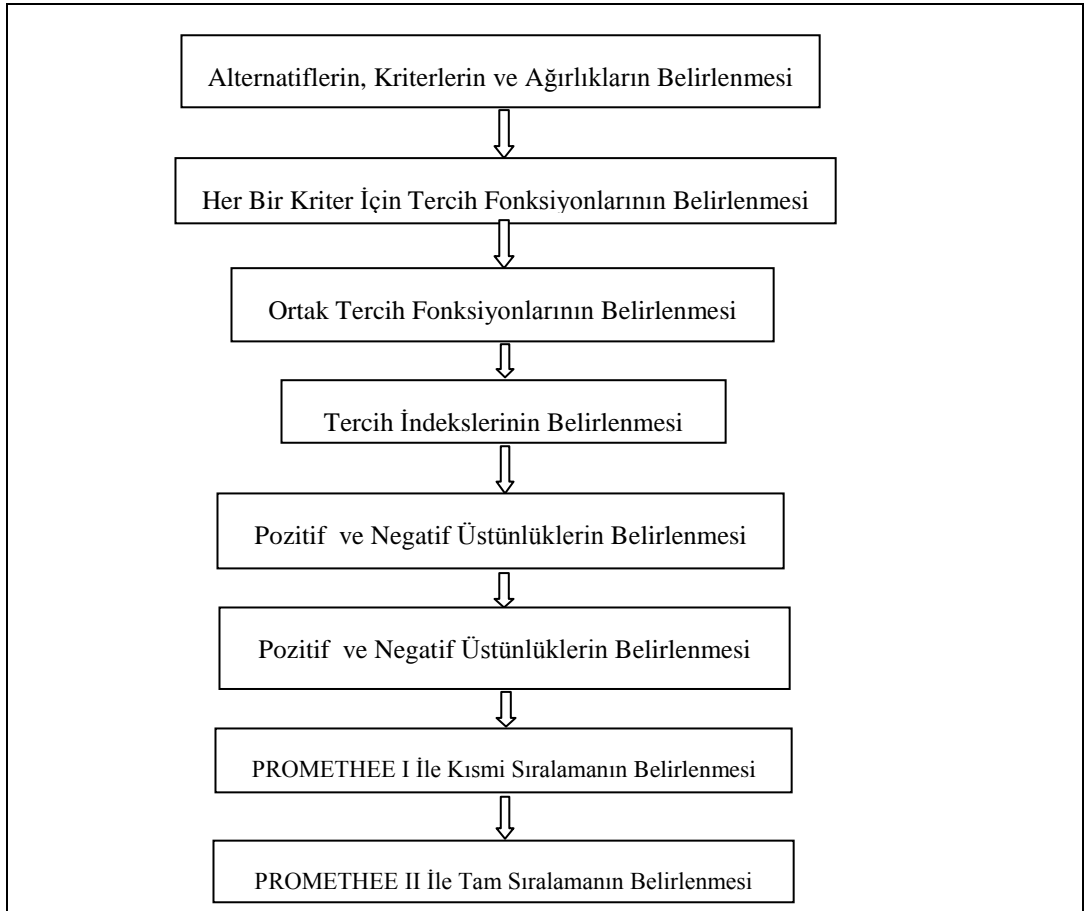 Alternatiflerin, Kriterlerin ve Ağırlıkların Belirlenmesi
Her Bir Kriter İçin Tercih Fonksiyonlarının Belirlenmesi
Ortak Tercih Fonksiyonlarının Belirlenmesi
Tercih İndekslerinin Belirlenmesi
Pozitif ve Negatif Üstünlüklerin Belirlenmesi
Pozitif ve Negatif Üstünlüklerin Belirlenmesi
PROMETHEE I İle Kısmi Sıralamanın Belirlenmesi
PROMETHEE II İle Tam Sıralamanın Belirlenmesi